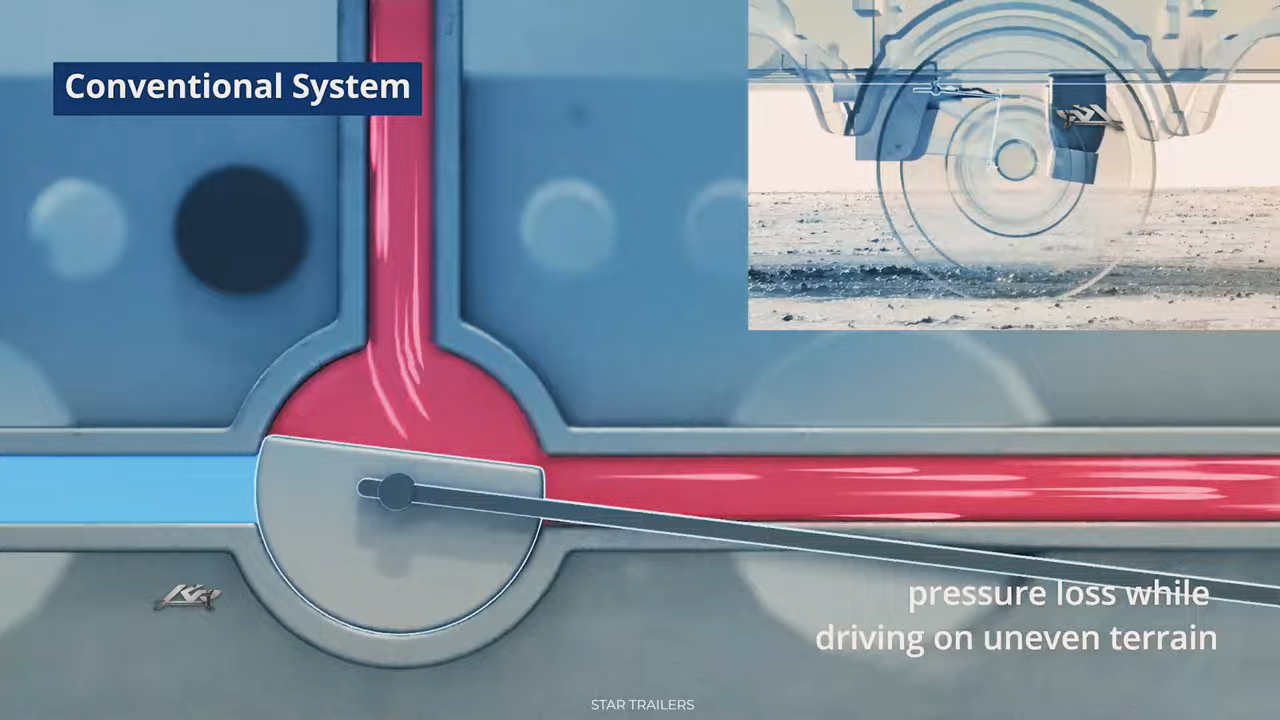 Conventional System
pressure loss while
driving on uneven terrain
STAR TRAILERS